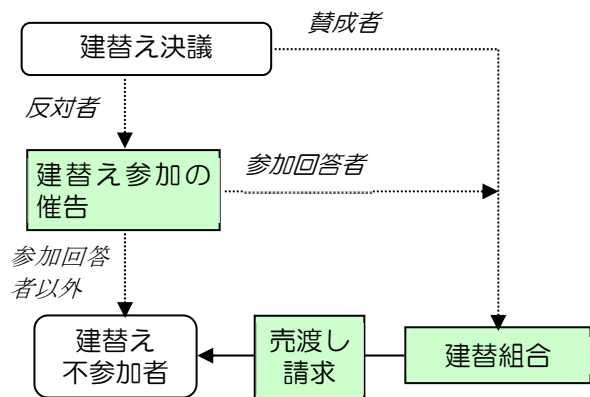 建替え決議
賛成者
反対者
建替え参加の
催告
参加回答者
参加回答
者以外
建替え
不参加者
売渡し
請求
建替組合